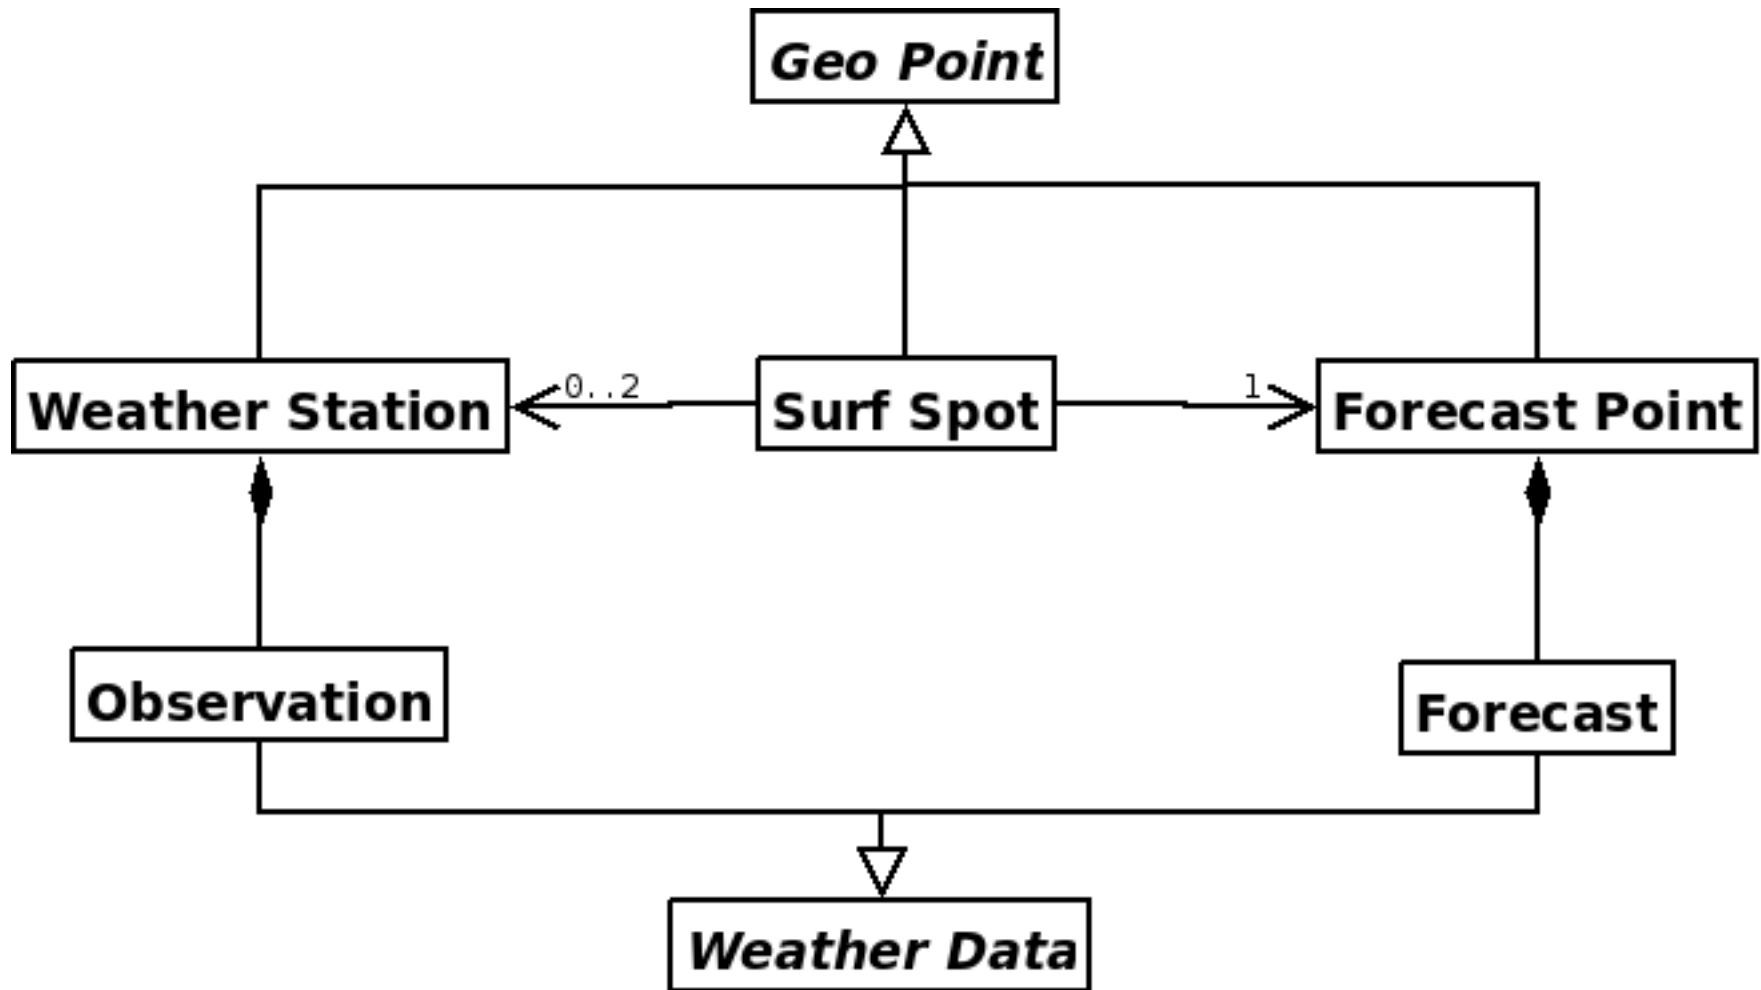 Geo Point
Weather Station
0..2
Surf Spot
1
Forecast Point
Observation
Forecast
Weather Data